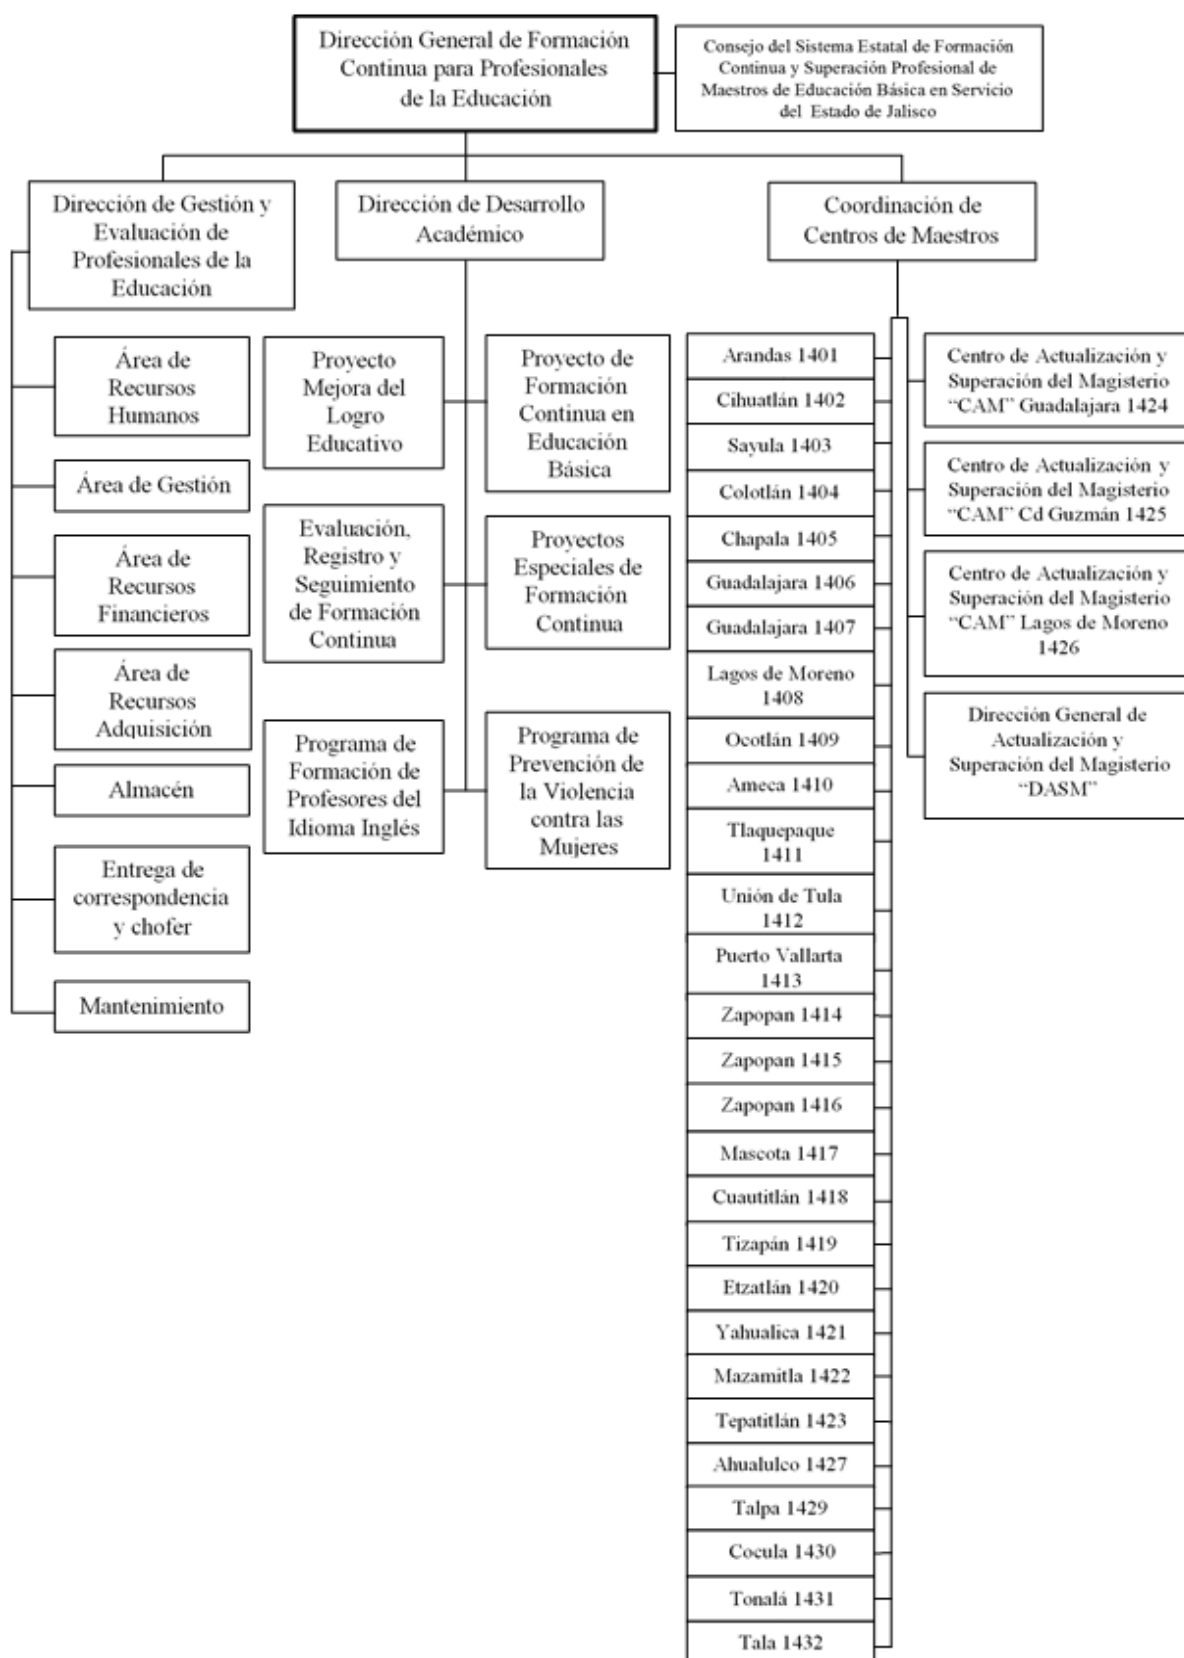 Dirección General de Formación
Continua para Profesionales
de la Educación
Consejo del Sistema Estatal de Formación
Continua y Superación Profesional de
Maestros de Educación Básica en Servicio
del Estado de Jalisco
Dirección de Gestión y
Evaluación de
Profesionales de la
Educación
Dirección de Desarrollo
Académico
Coordinación de
Centros de Maestros
Área de
Recursos
Humanos
Área de Gestión
Área de
Recursos
Financieros
Área de
Recursos
Adquisición
Almacén
Entrega de
correspondencia
y chofer
Mantenimiento
Proyecto
Mejora del
Logro
Educativo
Proyecto de
Formación
Continua en
Educación
Básica
Evaluación,
Registro y
Seguimiento
de Formación
Continua
Proyectos
Especiales de
Formación
Continua
Programa de
Formación de
Profesores del
Idioma Inglés
Programa de
Prevención de
la Violencia
contra las
Mujeres
Arandas 1401
Cihuatlán 1402
Sayula 1403
Colotlán 1404
Chapala 1405
Guadalajara 1406
Guadalajara 1407
Lagos de Moreno
1408
Ocotlán 1409
Ameca 1410
Tlaquepaque
1411
Unión de Tula
1412
Puerto Vallarta
1413
Zapopan 1414
Zapopan 1415
Zapopan 1416
Mascota 1417
Cuautitlán 1418
Tizapán 1419
Etzatlán 1420
Yahualica 1421
Mazamitla 1422
Tepatitlán 1423
Ahualulco 1427
Talpa 1429
Cocula 1430
Tonalá 1431
Tala 1432
Centro de Actualización y
Superación del Magisterio
“CAM” Guadalajara 1424
Centro de Actualización y
Superación del Magisterio
“CAM” Cd Guzmán 1425
Centro de Actualización y
Superación del Magisterio
“CAM” Lagos de Moreno
1426
Dirección General de
Actualización y
Superación del Magisterio
“DASM”